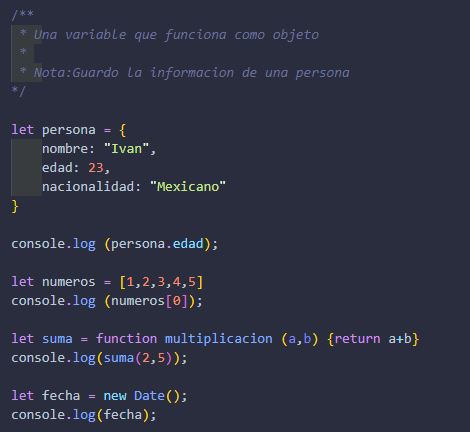 /**
 * Una variable que funciona como objeto
 *
 * Nota:Guardo la informacion de una persona
*/
let persona = {
    nombre: "Ivan",
    edad: 23,
    nacionalidad: "Mexicano"
}
console.log (persona.edad);
let numeros = [1,2,3,4,5]
console.log (numeros[0]);
let suma = function multiplicacion (a,b) {return a+b}
console.log(suma(2,5));
let fecha = new Date();
console.log(fecha);